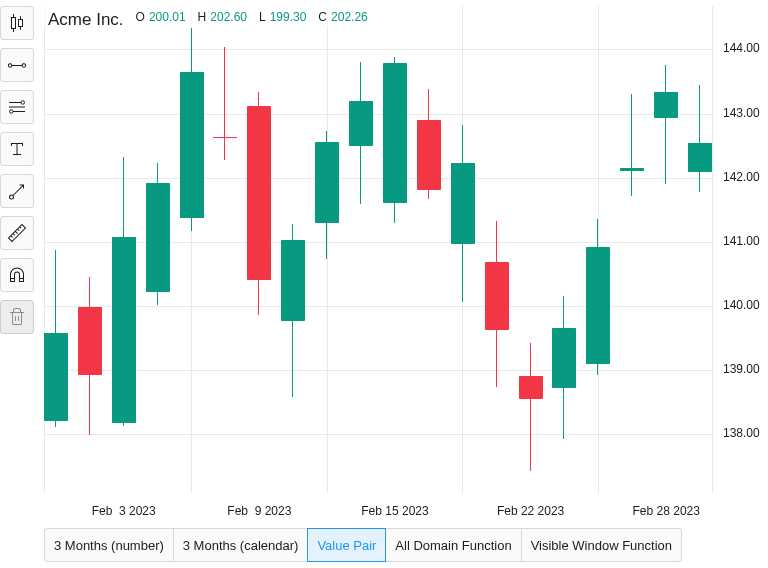 Acme Inc. O 200.01 H 202.60 L 199.30 C 202.26
144.00
143.00
142.00
141.00
140.00
139.00
138.00
Feb 3 2023 Feb 9 2023 Feb 15 2023 Feb 22 2023 Feb 28 2023
3 Months (number) 3 Months (calendar) Value Pair All Domain Function Visible Window Function